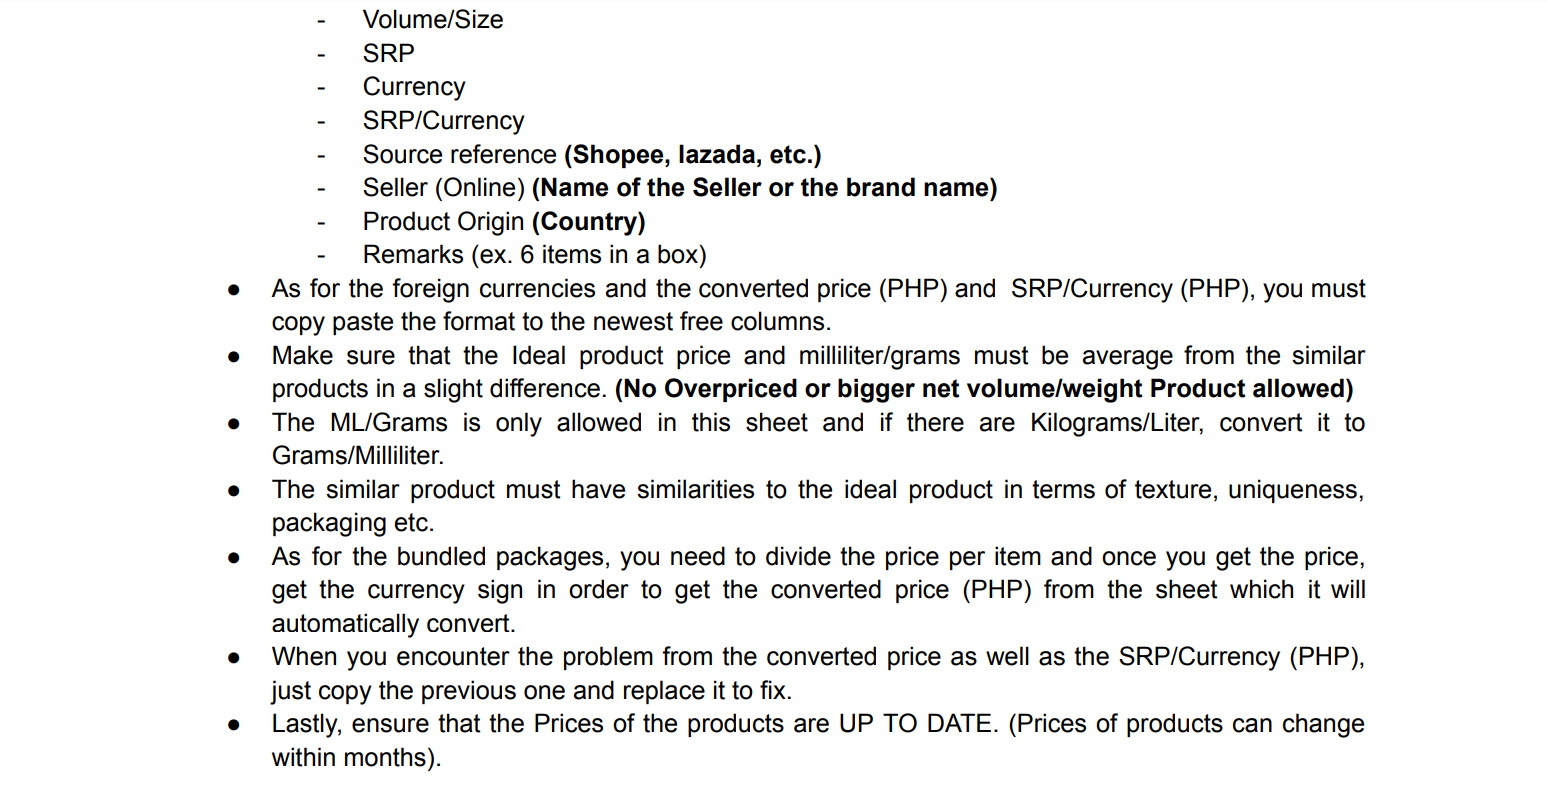 - Volume/Size
- SRP
- Currency
- SRP/Currency
- Source reference (Shopee, lazada, etc.)
- Seller (Online) (Name of the Seller or the brand name)
- Product Origin (Country)
- Remarks (ex. 6 items in a box)
● As for the foreign currencies and the converted price (PHP) and SRP/Currency (PHP), you must
copy paste the format to the newest free columns.
● Make sure that the Ideal product price and milliliter/grams must be average from the similar
products in a slight difference. (No Overpriced or bigger net volume/weight Product allowed)
● The ML/Grams is only allowed in this sheet and if there are Kilograms/Liter, convert it to
Grams/Milliliter.
● The similar product must have similarities to the ideal product in terms of texture, uniqueness,
packaging etc.
● As for the bundled packages, you need to divide the price per item and once you get the price,
get the currency sign in order to get the converted price (PHP) from the sheet which it will
automatically convert.
● When you encounter the problem from the converted price as well as the SRP/Currency (PHP),
just copy the previous one and replace it to fix.
● Lastly, ensure that the Prices of the products are UP TO DATE. (Prices of products can change
within months).